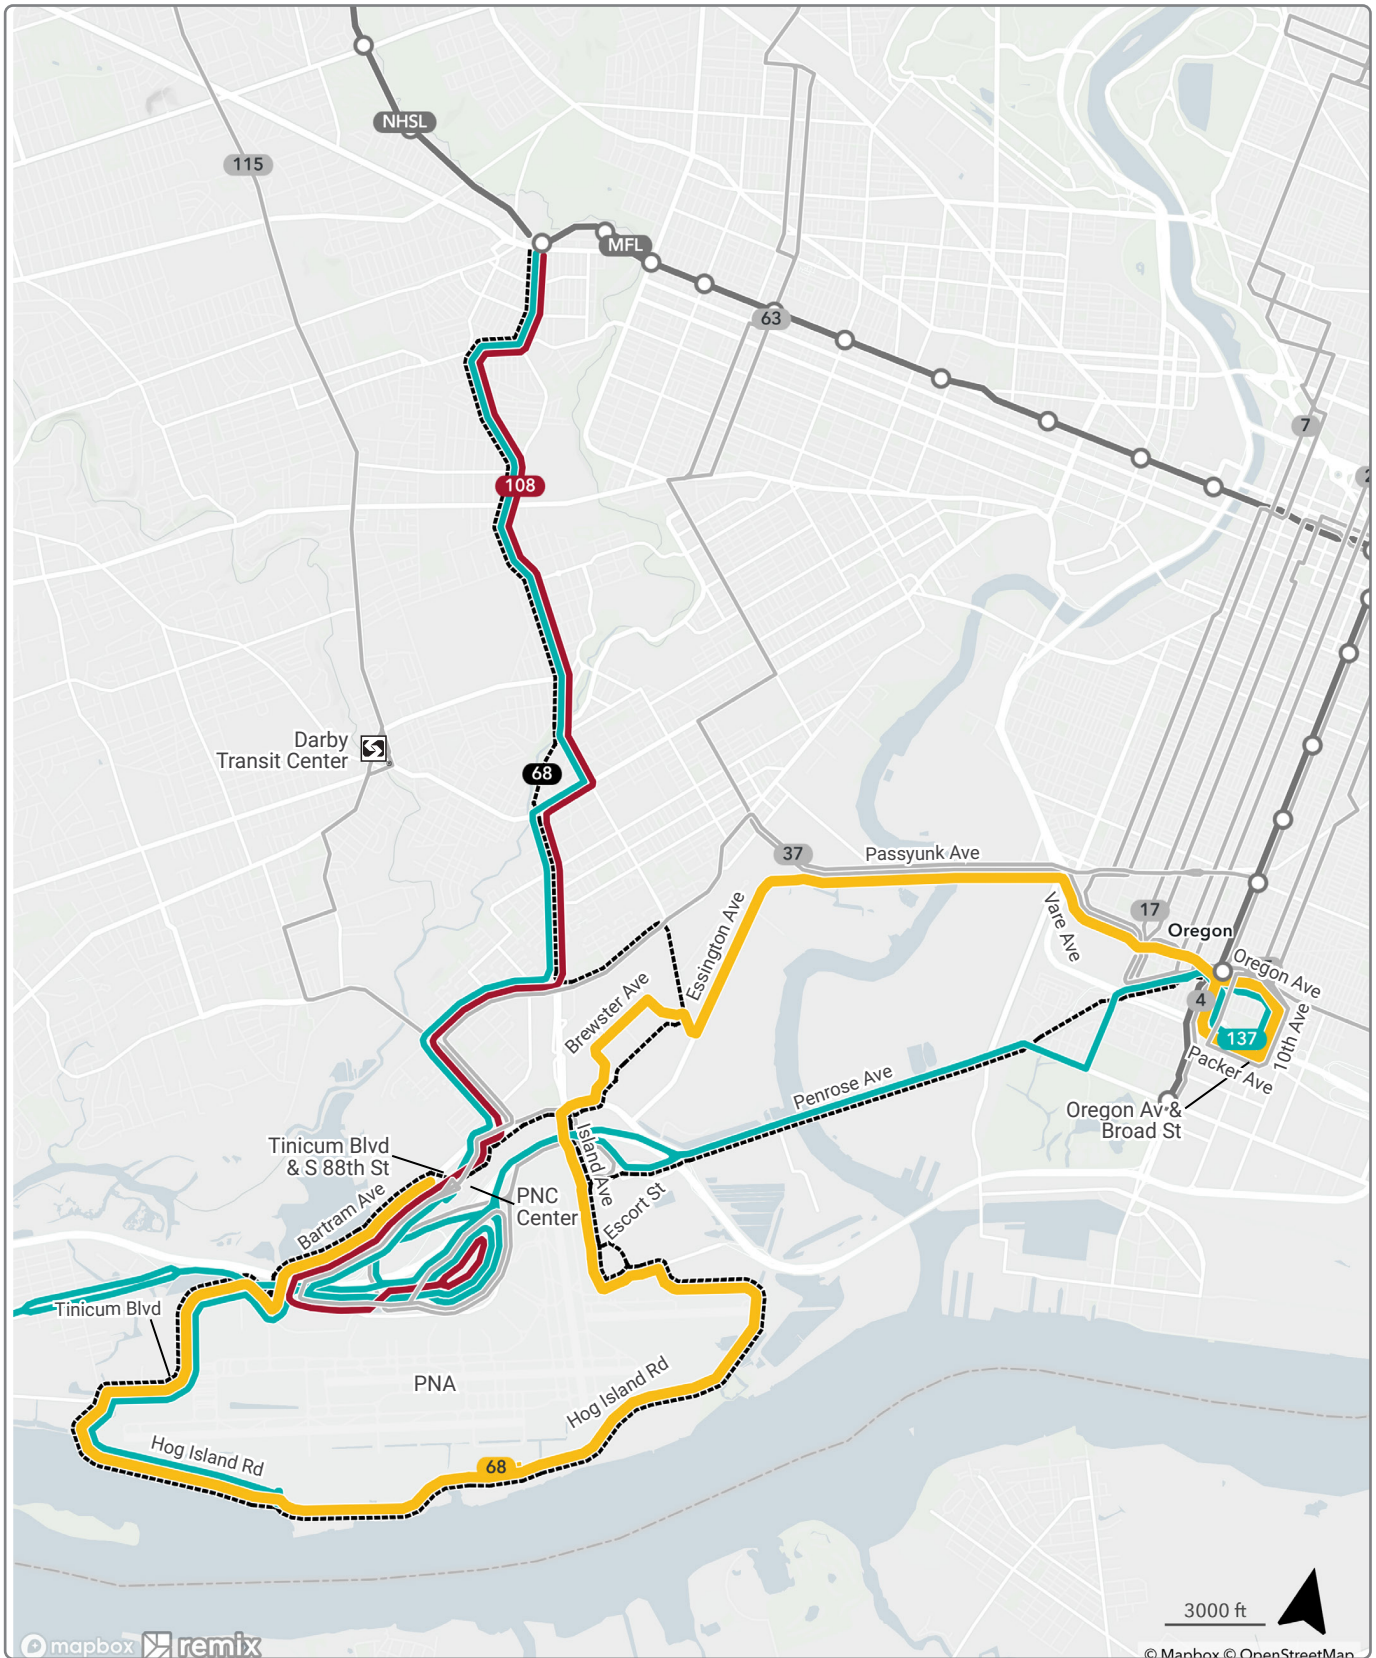 NHSL
115
MFL
63
7
108
Darby
Transit Center
68
37
Passyunk Ave
Essington Ave
Vare Ave
17
Oregon
Oregon Ave
4
137
10th Ave
Packer Ave
Brewster Ave
Penrose Ave
Oregon Av &
Broad St
Tinicum Blvd
& S 88th St
Island Ave
PNC
Center
Bartram Ave
Escort St
Tinicum Blvd
PNA
Hog Island Rd
Hog Island Rd
68
3000 ft
mapbox
remix
© Mapbox © OpenStreetMap